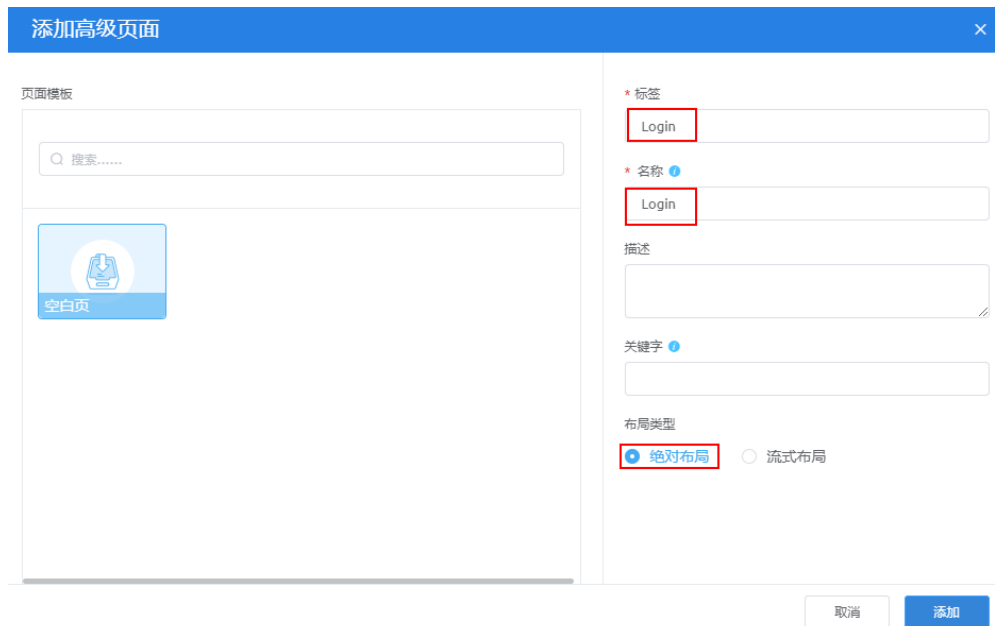 添加高级页面
页面模板
搜索......
空白页
* 标签
Login
* 名称
Login
描述
关键字
布局类型
绝对布局
流式布局
取消
添加